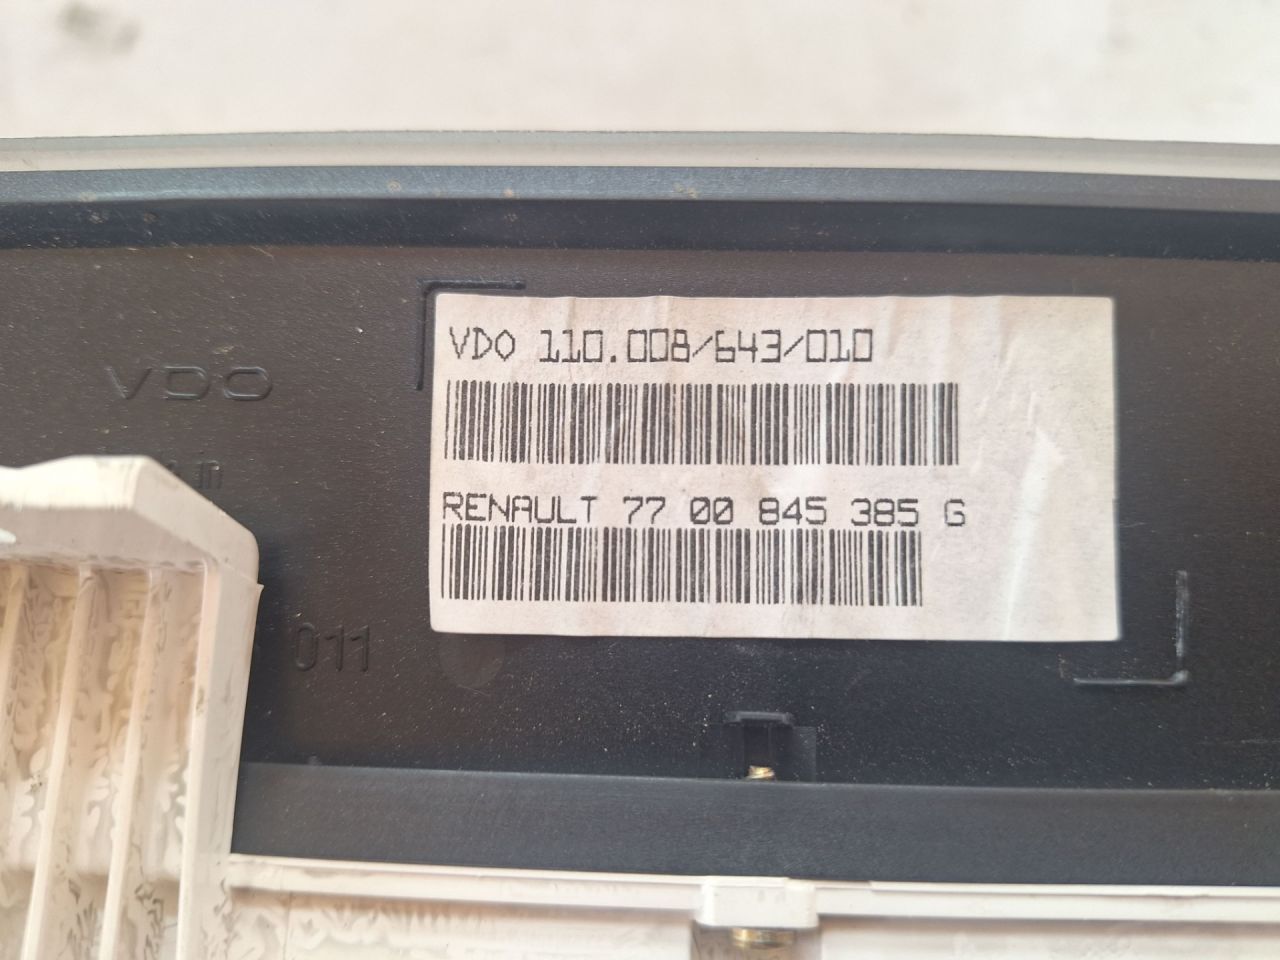 VDO 110.008/643/010
VDO
RENAULT 77 00 845 385 G
011